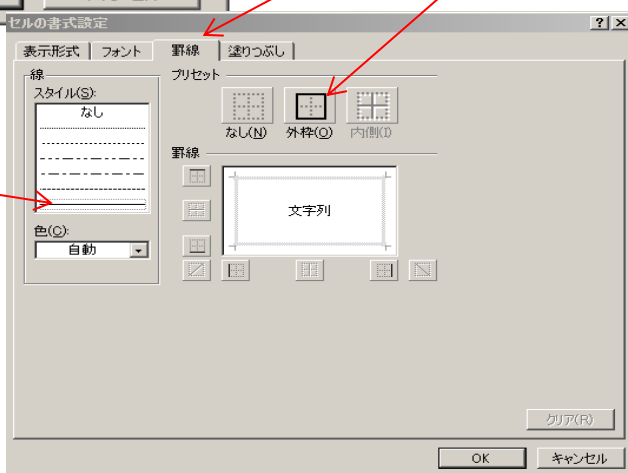 セルの書式設定
表示形式 フォント 罫線 塗りつぶし
線
スタイル(S):
なし
色(C):
自動
プリセット
なし(N) 外枠(O) 内側(I)
罫線
文字列
クリア(R)
OK キャンセル